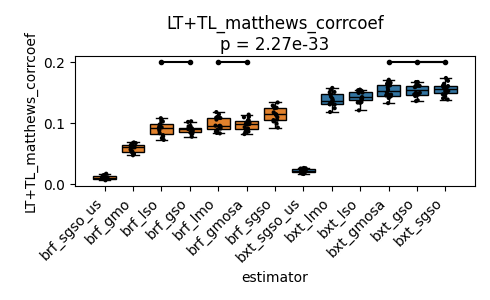 LT+TL_matthews_corrcoef
p = 2.27e-33
LT+TL_matthews_corrcoef
0.2
0.1
0.0
brf_sgso_us
brf_gmo
brf_lso
brf_gso
brf_lmo
brf_gmosa
brf_sgso
bxt_sgso_us
bxt_lmo
bxt_lso
bxt_gmosa
bxt_gso
bxt_sgso
estimator